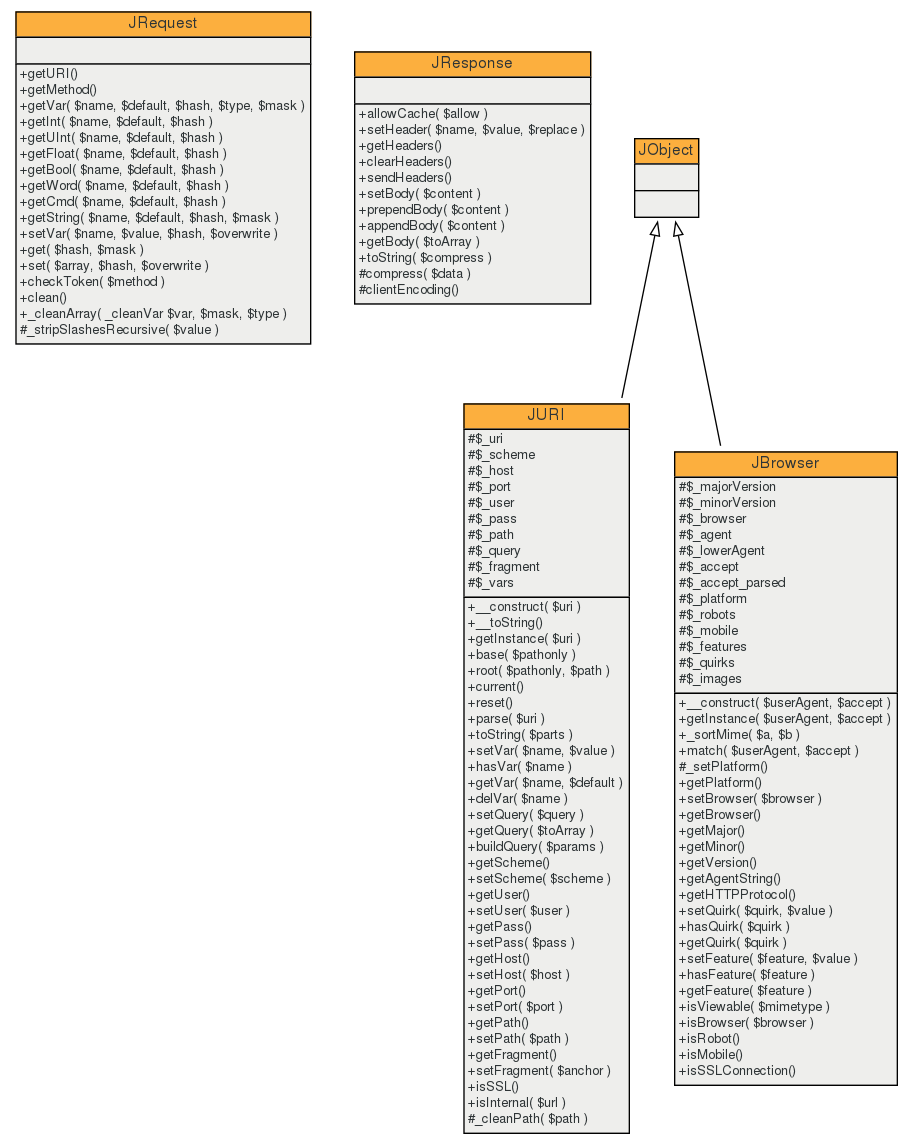 JRequest
+getURI()
+getMethod()
+getVar( $name, $default, $hash, $type, $mask )
+getInt( $name, $default, $hash )
+getUInt( $name, $default, $hash )
+getFloat( $name, $default, $hash )
+getBool( $name, $default, $hash )
+getWord( $name, $default, $hash )
+getCmd( $name, $default, $hash )
+getString( $name, $default, $hash, $mask )
+setVar( $name, $value, $hash, $overwrite )
+get( $hash, $mask )
+set( $array, $hash, $overwrite )
+checkToken( $method )
+clean()
+_cleanArray( _cleanVar $var, $mask, $type )
#_stripSlashesRecursive( $value )
JResponse
+allowCache( $allow )
+setHeader( $name, $value, $replace )
+getHeaders()
+clearHeaders()
+sendHeaders()
+setBody( $content )
+prependBody( $content )
+appendBody( $content )
+getBody( $toArray )
+toString( $compress )
#compress( $data )
#clientEncoding()
JObject
JURI
#$_uri
#$_scheme
#$_host
#$_port
#$_user
#$_pass
#$_path
#$_query
#$_fragment
#$_vars
+__construct( $uri )
+__toString()
+getInstance( $uri )
+base( $pathonly )
+root( $pathonly, $path )
+current()
+reset()
+parse( $uri )
+toString( $parts )
+setVar( $name, $value )
+hasVar( $name )
+getVar( $name, $default )
+delVar( $name )
+setQuery( $query )
+getQuery( $toArray )
+buildQuery( $params )
+getScheme()
+setScheme( $scheme )
+getUser()
+setUser( $user )
+getPass()
+setPass( $pass )
+getHost()
+setHost( $host )
+getPort()
+setPort( $port )
+getPath()
+setPath( $path )
+getFragment()
+setFragment( $anchor )
+isSSL()
+isInternal( $url )
#_cleanPath( $path )
JBrowser
#$_majorVersion
#$_minorVersion
#$_browser
#$_agent
#$_lowerAgent
#$_accept
#$_accept_parsed
#$_platform
#$_robots
#$_mobile
#$_features
#$_quirks
#$_images
+__construct( $userAgent, $accept )
+getInstance( $userAgent, $accept )
+_sortMime( $a, $b )
+match( $userAgent, $accept )
#_setPlatform()
+getPlatform()
+setBrowser( $browser )
+getBrowser()
+getMajor()
+getMinor()
+getVersion()
+getAgentString()
+getHTTPProtocol()
+setQuirk( $quirk, $value )
+hasQuirk( $quirk )
+getQuirk( $quirk )
+setFeature( $feature, $value )
+hasFeature( $feature )
+getFeature( $feature )
+isViewable( $mimetype )
+isBrowser( $browser )
+isRobot()
+isMobile()
+isSSLConnection()